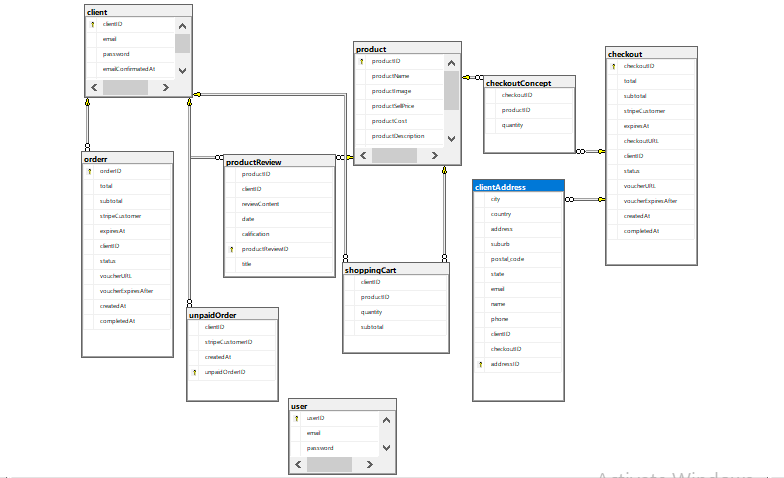 client
clientID
email
password
emailConfirmatedAt
product
productID
productName
productImage
productSellPrice
productCost
productDescription
checkoutConcept
checkoutID
productID
quantity
checkout
checkoutID
total
subtotal
stripeCustomer
expiresAt
checkoutURL
clientID
status
voucherURL
voucherExpiresAfter
createdAt
completedAt
orderr
orderID
total
subtotal
stripeCustomer
expiresAt
clientID
status
voucherURL
voucherExpiresAfter
createdAt
completedAt
productReview
productID
clientID
reviewContent
date
calification
productReviewID
title
clientAddress
city
country
address
suburb
postal_code
state
email
name
phone
clientID
checkoutID
addressID
shoppingCart
clientID
productID
quantity
subtotal
unpaidOrder
clientID
stripeCustomerID
createdAt
unpaidOrderID
user
userID
email
password
Activate Windows